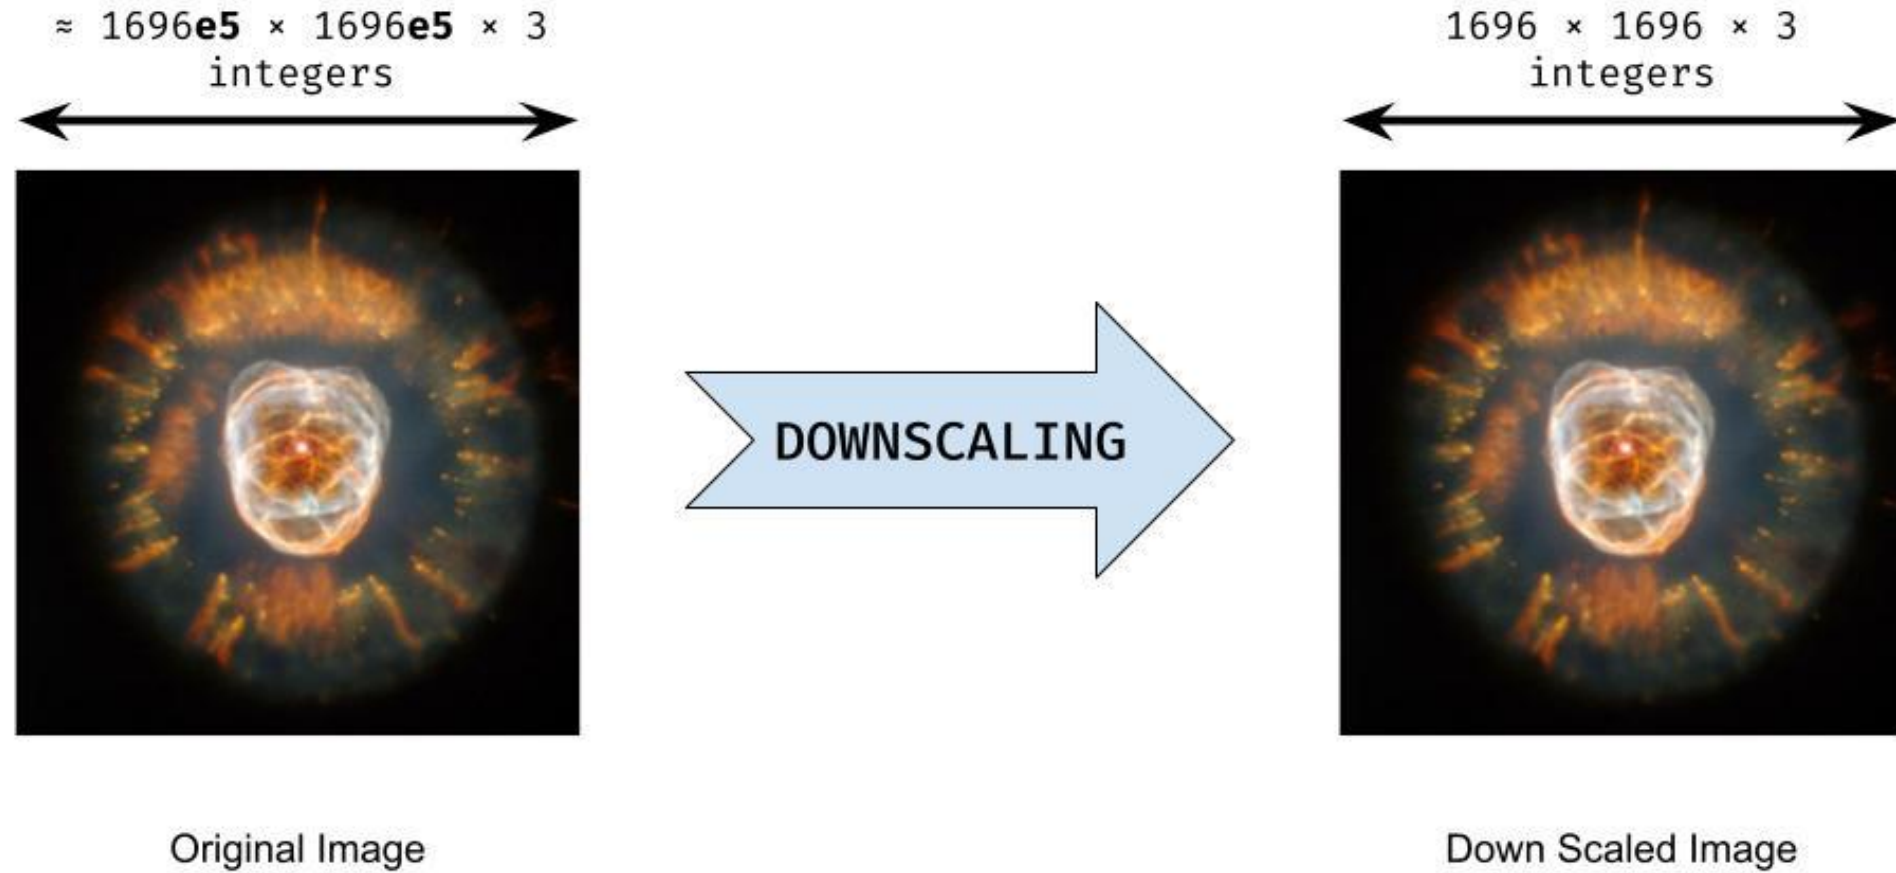 ≈ 1696e5 × 1696e5 × 3
integers
1696 × 1696 × 3
integers
DOWNSCALING
Original Image
Down Scaled Image